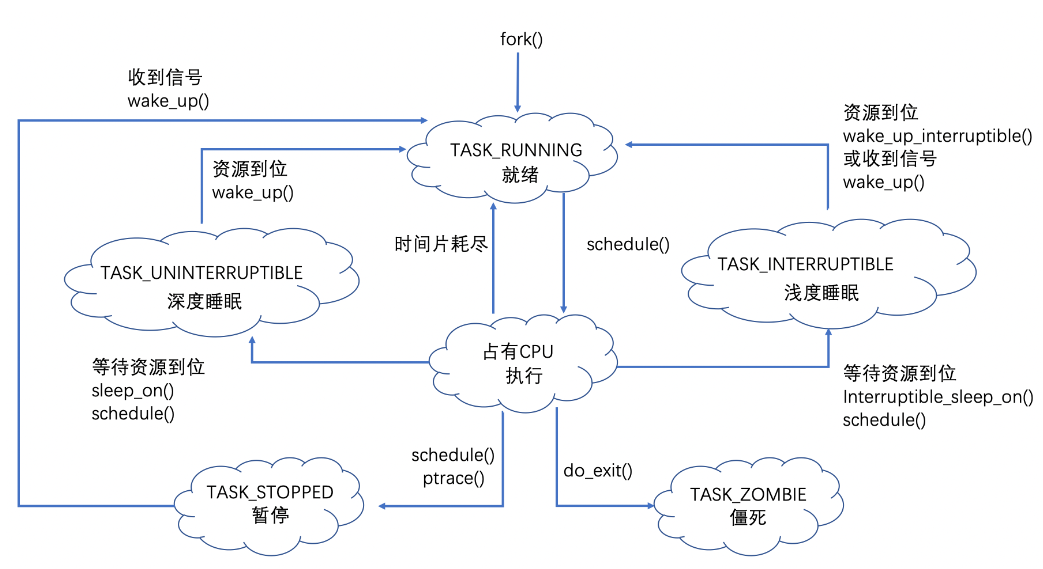 fork()
收到信号
wake_up()
资源到位
wake_up_interruptible()
或收到信号
wake_up()
TASK_RUNNING
就绪
资源到位
wake_up()
时间片耗尽
schedule()
TASK_UNINTERRUPTIBLE
深度睡眠
TASK_INTERRUPTIBLE
浅度睡眠
占有CPU
执行
等待资源到位
sleep_on()
schedule()
等待资源到位
Interruptible_sleep_on()
schedule()
schedule()
ptrace()
do_exit()
TASK_STOPPED
暂停
TASK_ZOMBIE
僵死